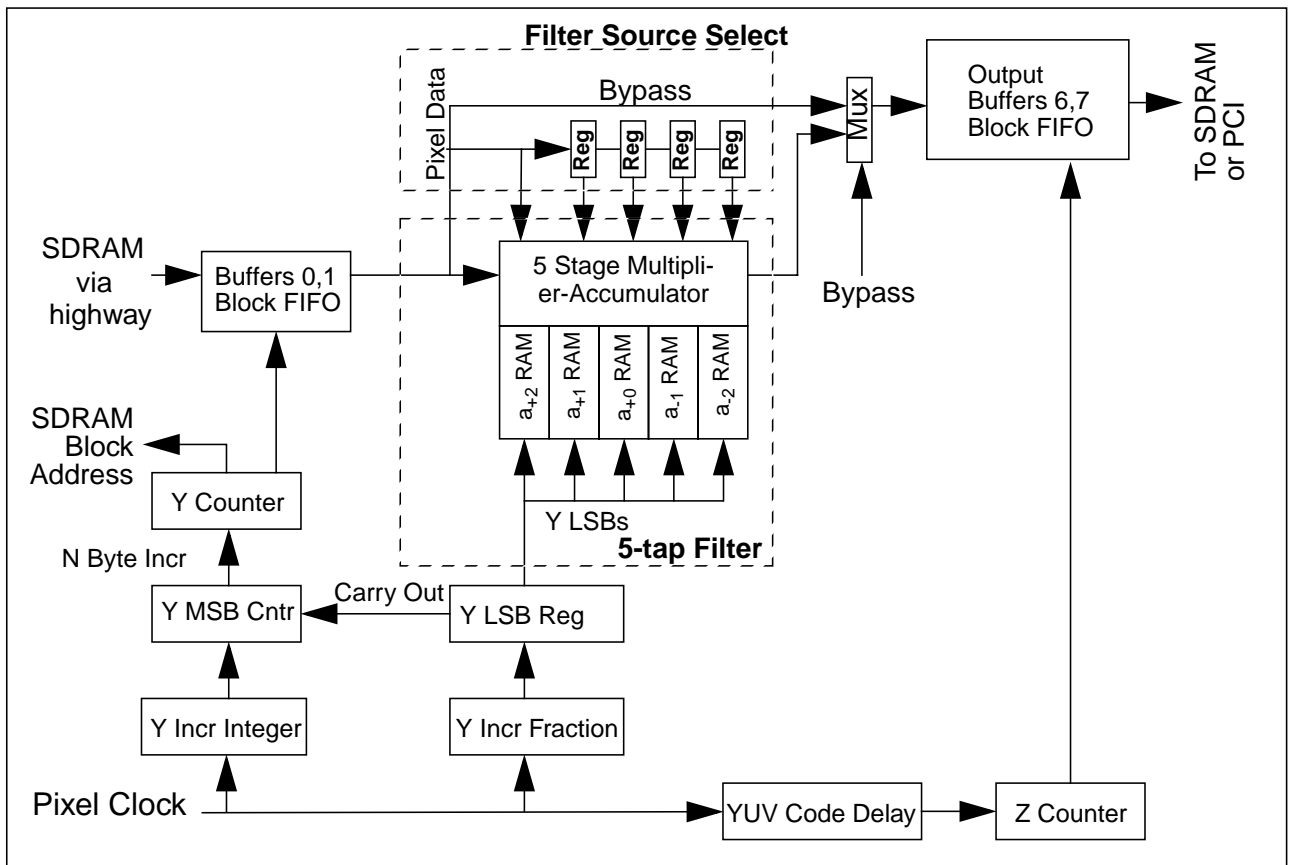 Filter Source Select
Pixel Data
Bypass
Reg
Reg
Reg
Reg
Mux
Output
Buffers 6,7
Block FIFO
To SDRAM
or PCI
SDRAM
via
highway
Buffers 0,1
Block FIFO
5 Stage Multipli-
er-Accumulator
Bypass
a+2 RAM
a+1 RAM
a+0 RAM
a-1 RAM
a-2 RAM
SDRAM
Block
Address
Y Counter
Y LSBs
5-tap Filter
N Byte Incr
Y MSB Cntr
Carry Out
Y LSB Reg
Y Incr Integer
Y Incr Fraction
Pixel Clock
YUV Code Delay
Z Counter